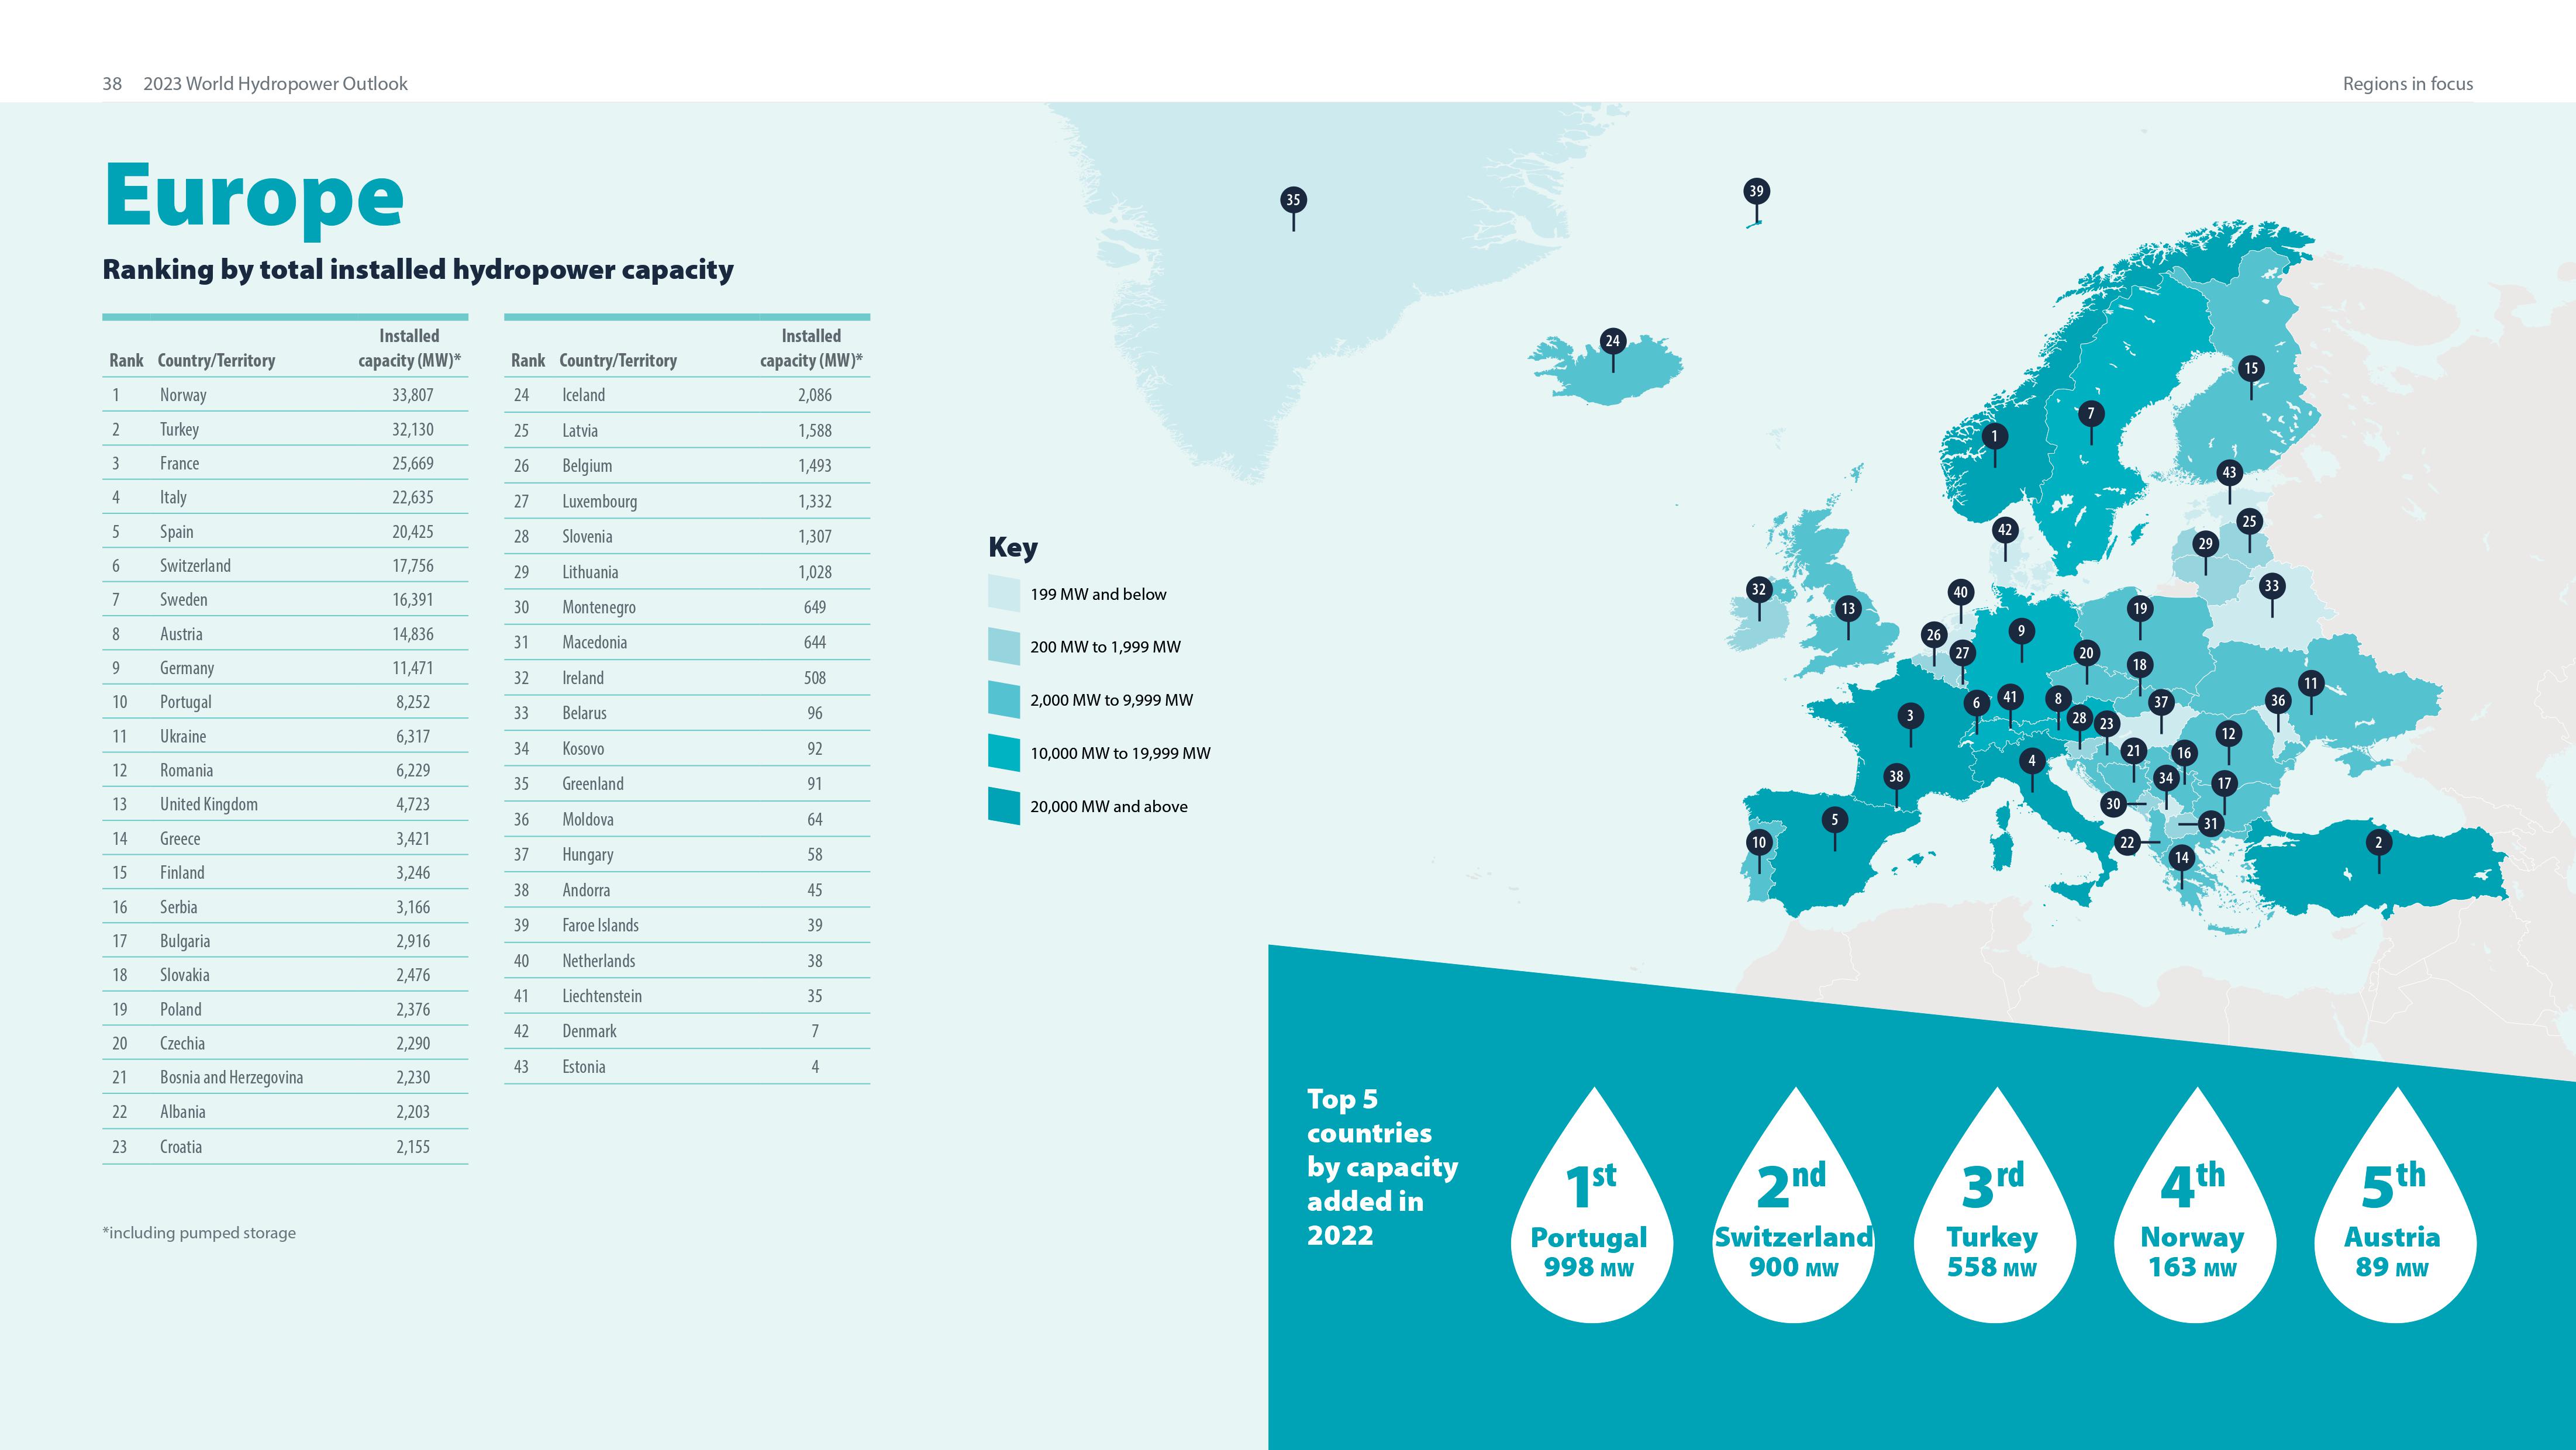 38 2023 World Hydropower Outlook
Regions in focus
Europe
Ranking by total installed hydropower capacity
Rank Country/Territory Installed capacity (MW)*
1 Norway 33,807
2 Turkey 32,130
3 France 25,669
4 Italy 22,635
5 Spain 20,425
6 Switzerland 17,756
7 Sweden 16,391
8 Austria 14,836
9 Germany 11,471
10 Portugal 8,252
11 Ukraine 6,317
12 Romania 6,229
13 United Kingdom 4,723
14 Greece 3,421
15 Finland 3,246
16 Serbia 3,166
17 Bulgaria 2,916
18 Slovakia 2,476
19 Poland 2,376
20 Czechia 2,290
21 Bosnia and Herzegovina 2,230
22 Albania 2,203
23 Croatia 2,155
Rank Country/Territory Installed capacity (MW)*
24 Iceland 2,086
25 Latvia 1,588
26 Belgium 1,493
27 Luxembourg 1,332
28 Slovenia 1,307
29 Lithuania 1,028
30 Montenegro 649
31 Macedonia 644
32 Ireland 508
33 Belarus 96
34 Kosovo 92
35 Greenland 91
36 Moldova 64
37 Hungary 58
38 Andorra 45
39 Faroe Islands 39
40 Netherlands 38
41 Liechtenstein 35
42 Denmark 7
43 Estonia 4
*including pumped storage
Key
199 MW and below
200 MW to 1,999 MW
2,000 MW to 9,999 MW
10,000 MW to 19,999 MW
20,000 MW and above
35
39
24
15
7
1
43
25
42
29
33
32
40
13
19
9
26
27
20
18
11
41
8
36
6
37
3
28
23
12
21
16
4
38
34
17
30
5
31
10
22
2
14
Top 5
countries
by capacity
added in
2022
1st
Portugal
998 MW
2nd
Switzerland
900 MW
3rd
Turkey
558 MW
4th
Norway
163 MW
5th
Austria
89 MW